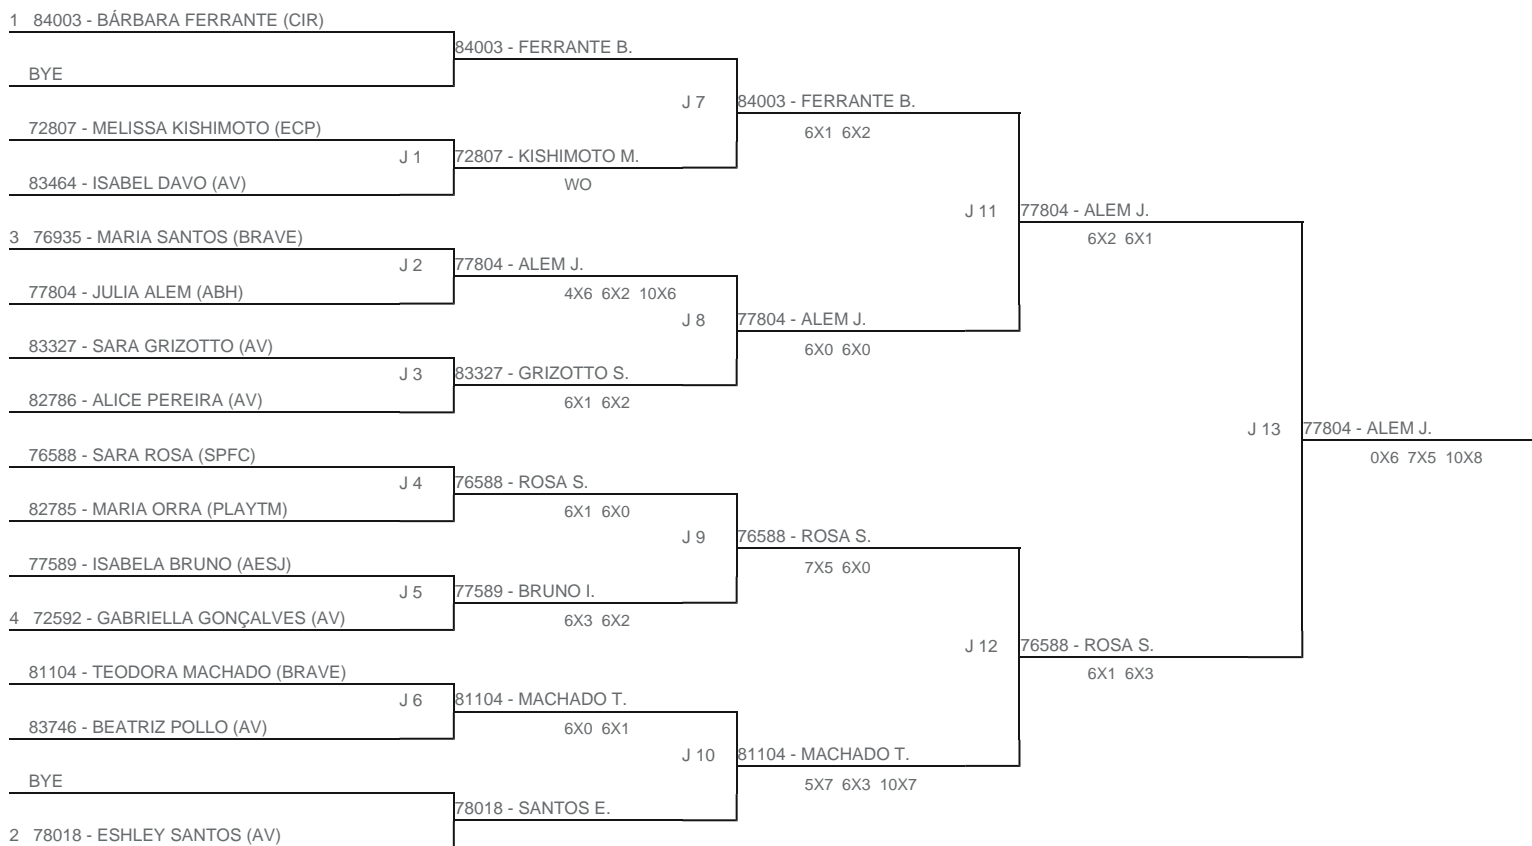 1 84003 - BÁRBARA FERRANTE (CIR)
84003 - FERRANTE B.
BYE
J 7
84003 - FERRANTE B.
6X1 6X2
72807 - MELISSA KISHIMOTO (ECP)
J 1
72807 - KISHIMOTO M.
WO
83464 - ISABEL DAVO (AV)
J 11
77804 - ALEM J.
6X2 6X1
3 76935 - MARIA SANTOS (BRAVE)
J 2
77804 - ALEM J.
4X6 6X2 10X6
77804 - JULIA ALEM (ABH)
J 8
77804 - ALEM J.
6X0 6X0
83327 - SARA GRIZOTTO (AV)
J 3
83327 - GRIZOTTO S.
6X1 6X2
82786 - ALICE PEREIRA (AV)
J 13
77804 - ALEM J.
0X6 7X5 10X8
76588 - SARA ROSA (SPFC)
J 4
76588 - ROSA S.
6X1 6X0
82785 - MARIA ORRA (PLAYTM)
J 9
76588 - ROSA S.
7X5 6X0
77589 - ISABELA BRUNO (AESJ)
J 5
77589 - BRUNO I.
6X3 6X2
4 72592 - GABRIELLA GONÇALVES (AV)
J 12
76588 - ROSA S.
6X1 6X3
81104 - TEODORA MACHADO (BRAVE)
J 6
81104 - MACHADO T.
6X0 6X1
83746 - BEATRIZ POLLO (AV)
J 10
81104 - MACHADO T.
5X7 6X3 10X7
BYE
78018 - SANTOS E.
2 78018 - ESHLEY SANTOS (AV)